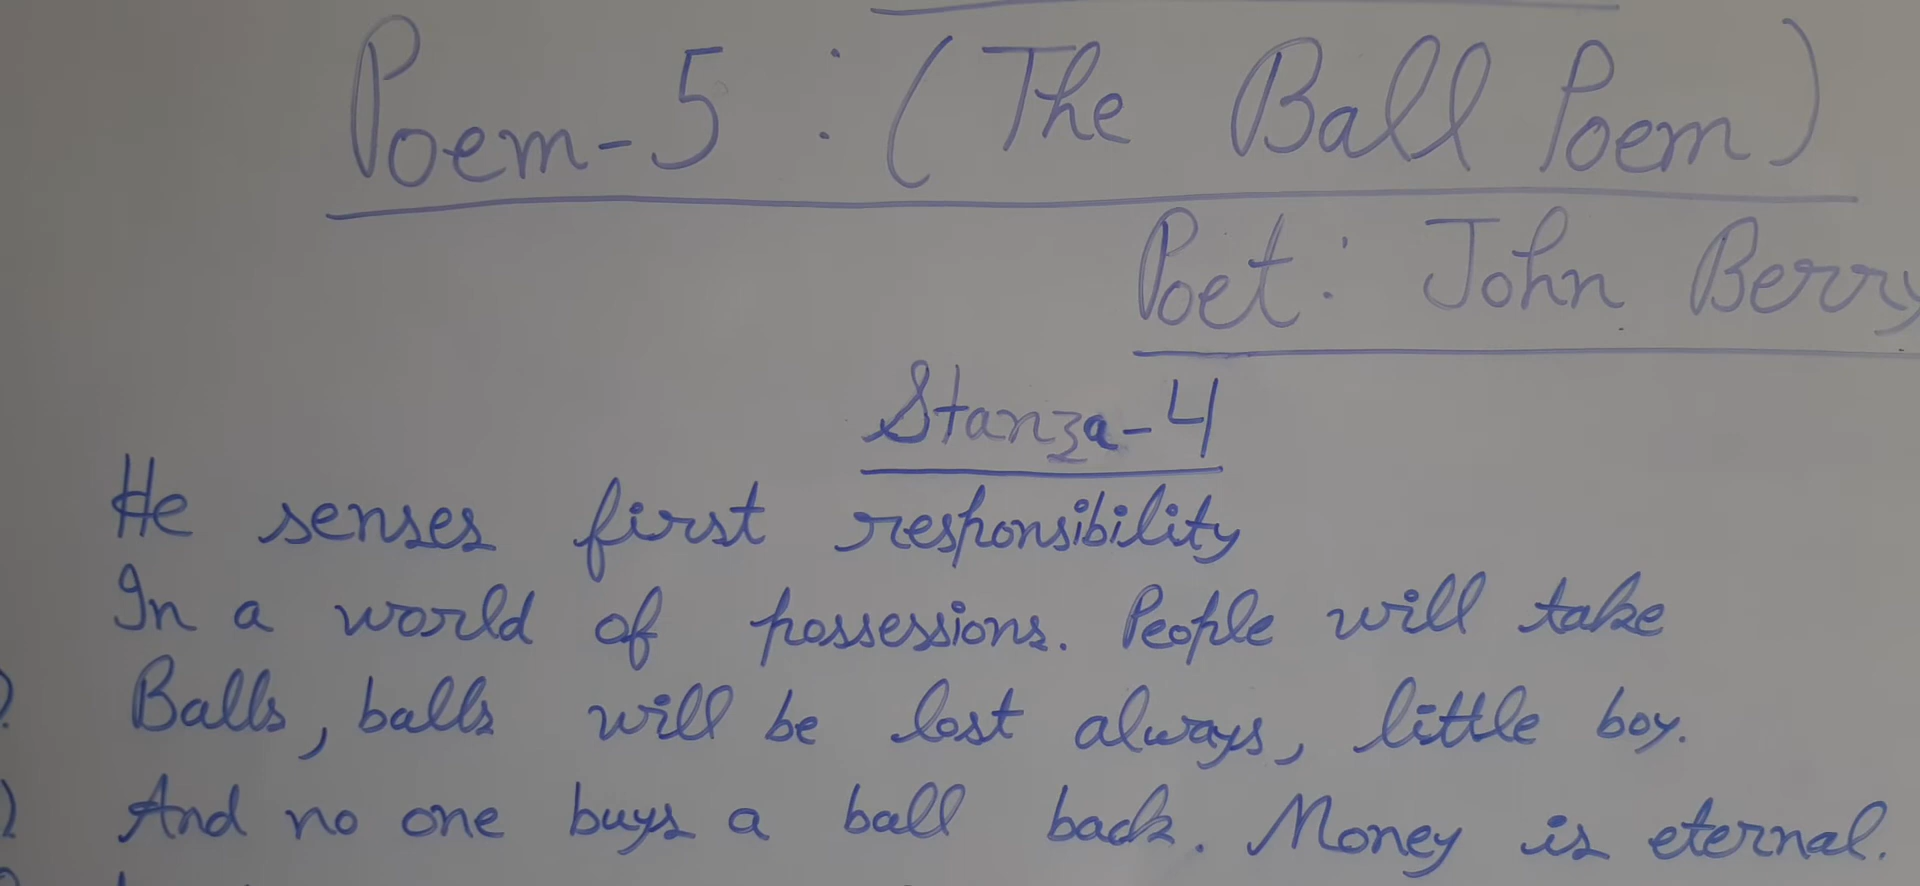 Poem-5 : (The Ball Poem)
Poet: John Berry
Stanza-4
He senses first responsibility
In a world of possessions. People will take
Balls, balls will be lost always, little boy.
And no one buys a ball back. Money is eternal.